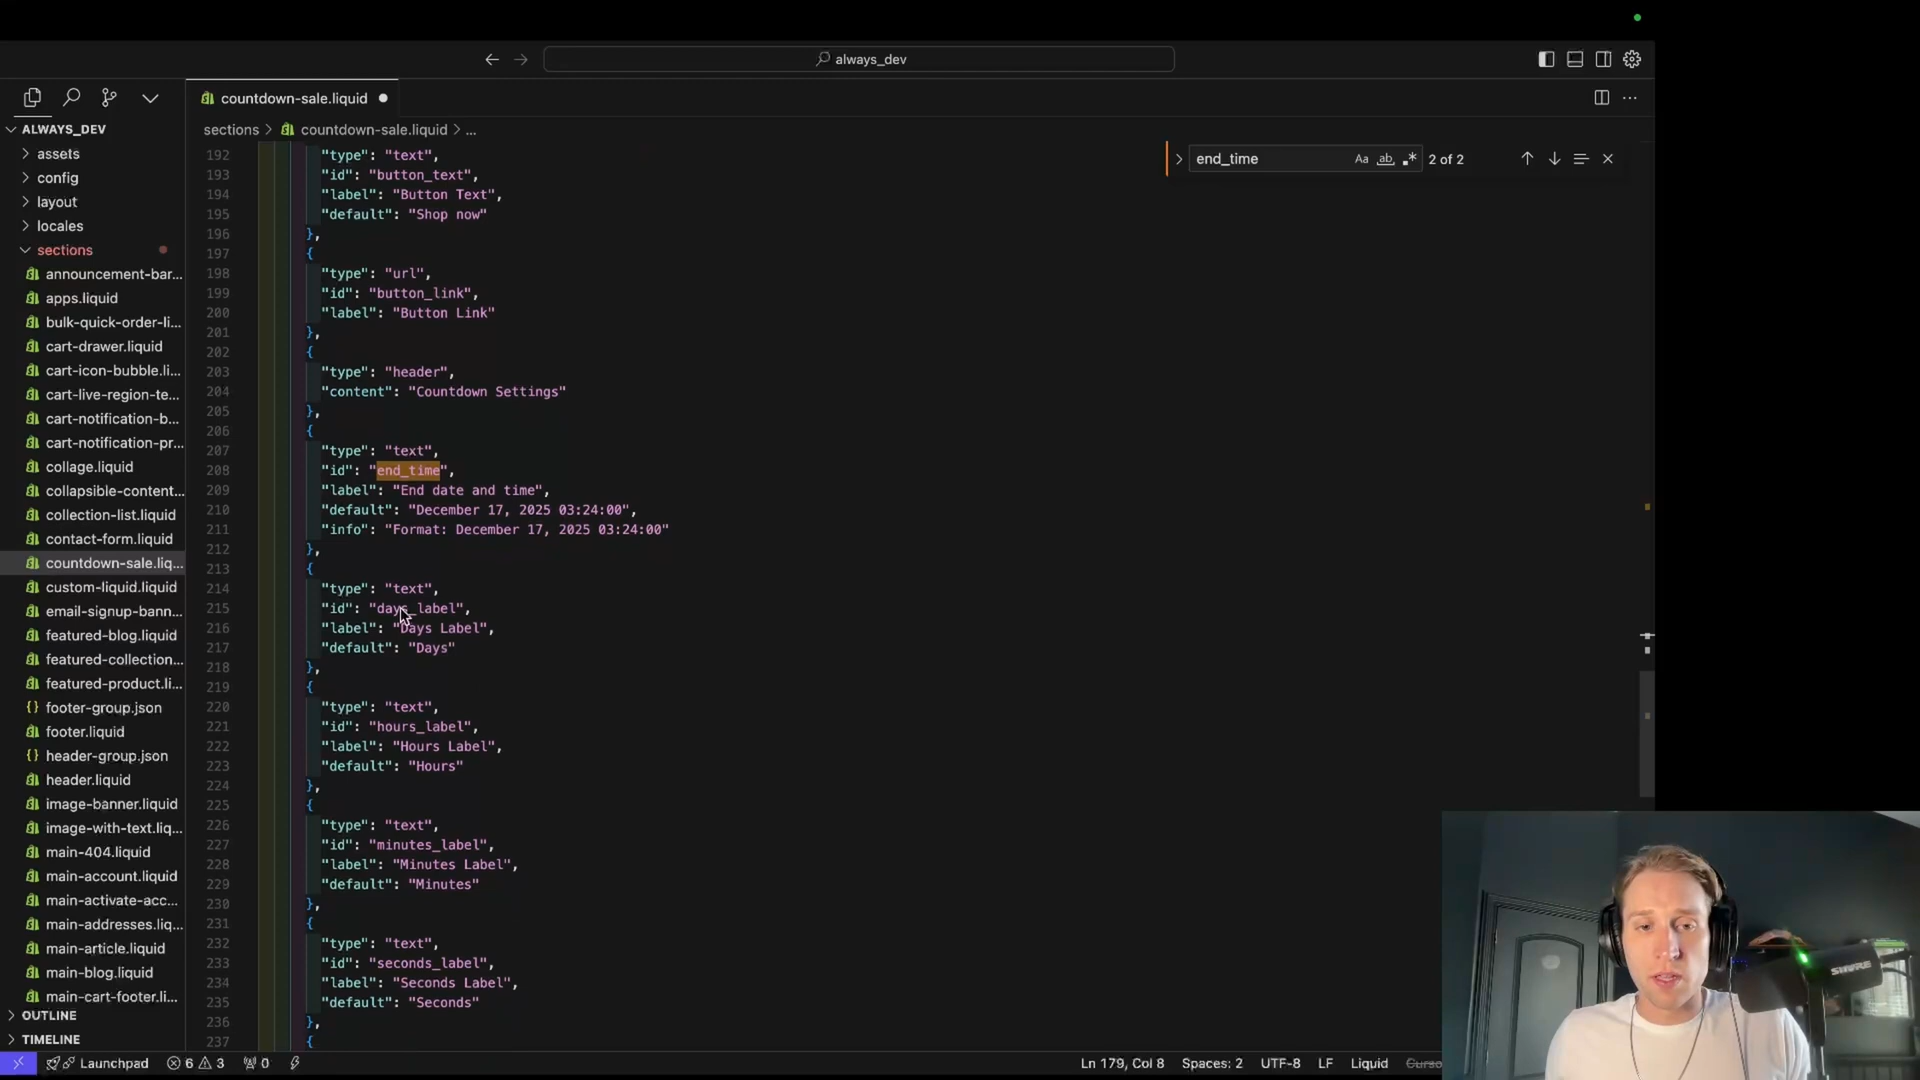 always_dev
countdown-sale.liquid
ALWAYS_DEV
sections > countdown-sale.liquid > ...
assets
config
layout
locales
sections
announcement-bar...
apps.liquid
bulk-quick-order-li...
cart-drawer.liquid
cart-icon-bubble.li...
cart-live-region-te...
cart-notification-b...
cart-notification-pr...
collage.liquid
collapsible-content...
collection-list.liquid
contact-form.liquid
countdown-sale.liq...
custom-liquid.liquid
email-signup-bann...
featured-blog.liquid
featured-collection...
featured-product.li...
{} footer-group.json
footer.liquid
{} header-group.json
header.liquid
image-banner.liquid
image-with-text.liq...
main-404.liquid
main-account.liquid
main-activate-acc...
main-addresses.liq...
main-article.liquid
main-blog.liquid
main-cart-footer.li...
OUTLINE
TIMELINE
end_time Aa ab 2 of 2
192 "type": "text",
193 "id": "button_text",
194 "label": "Button Text",
195 "default": "Shop now"
196 },
197 {
198 "type": "url",
199 "id": "button_link",
200 "label": "Button Link"
201 },
202 {
203 "type": "header",
204 "content": "Countdown Settings"
205 },
206 {
207 "type": "text",
208 "id": "end_time",
209 "label": "End date and time",
210 "default": "December 17, 2025 03:24:00",
211 "info": "Format: December 17, 2025 03:24:00"
212 },
213 {
214 "type": "text",
215 "id": "days_label",
216 "label": "Days Label",
217 "default": "Days"
218 },
219 {
220 "type": "text",
221 "id": "hours_label",
222 "label": "Hours Label",
223 "default": "Hours"
224 },
225 {
226 "type": "text",
227 "id": "minutes_label",
228 "label": "Minutes Label",
229 "default": "Minutes"
230 },
231 {
232 "type": "text",
233 "id": "seconds_label",
234 "label": "Seconds Label",
235 "default": "Seconds"
236 },
237 {
Launchpad 6 3 0
Ln 179, Col 8 Spaces: 2 UTF-8 LF Liquid Curso
SHURE